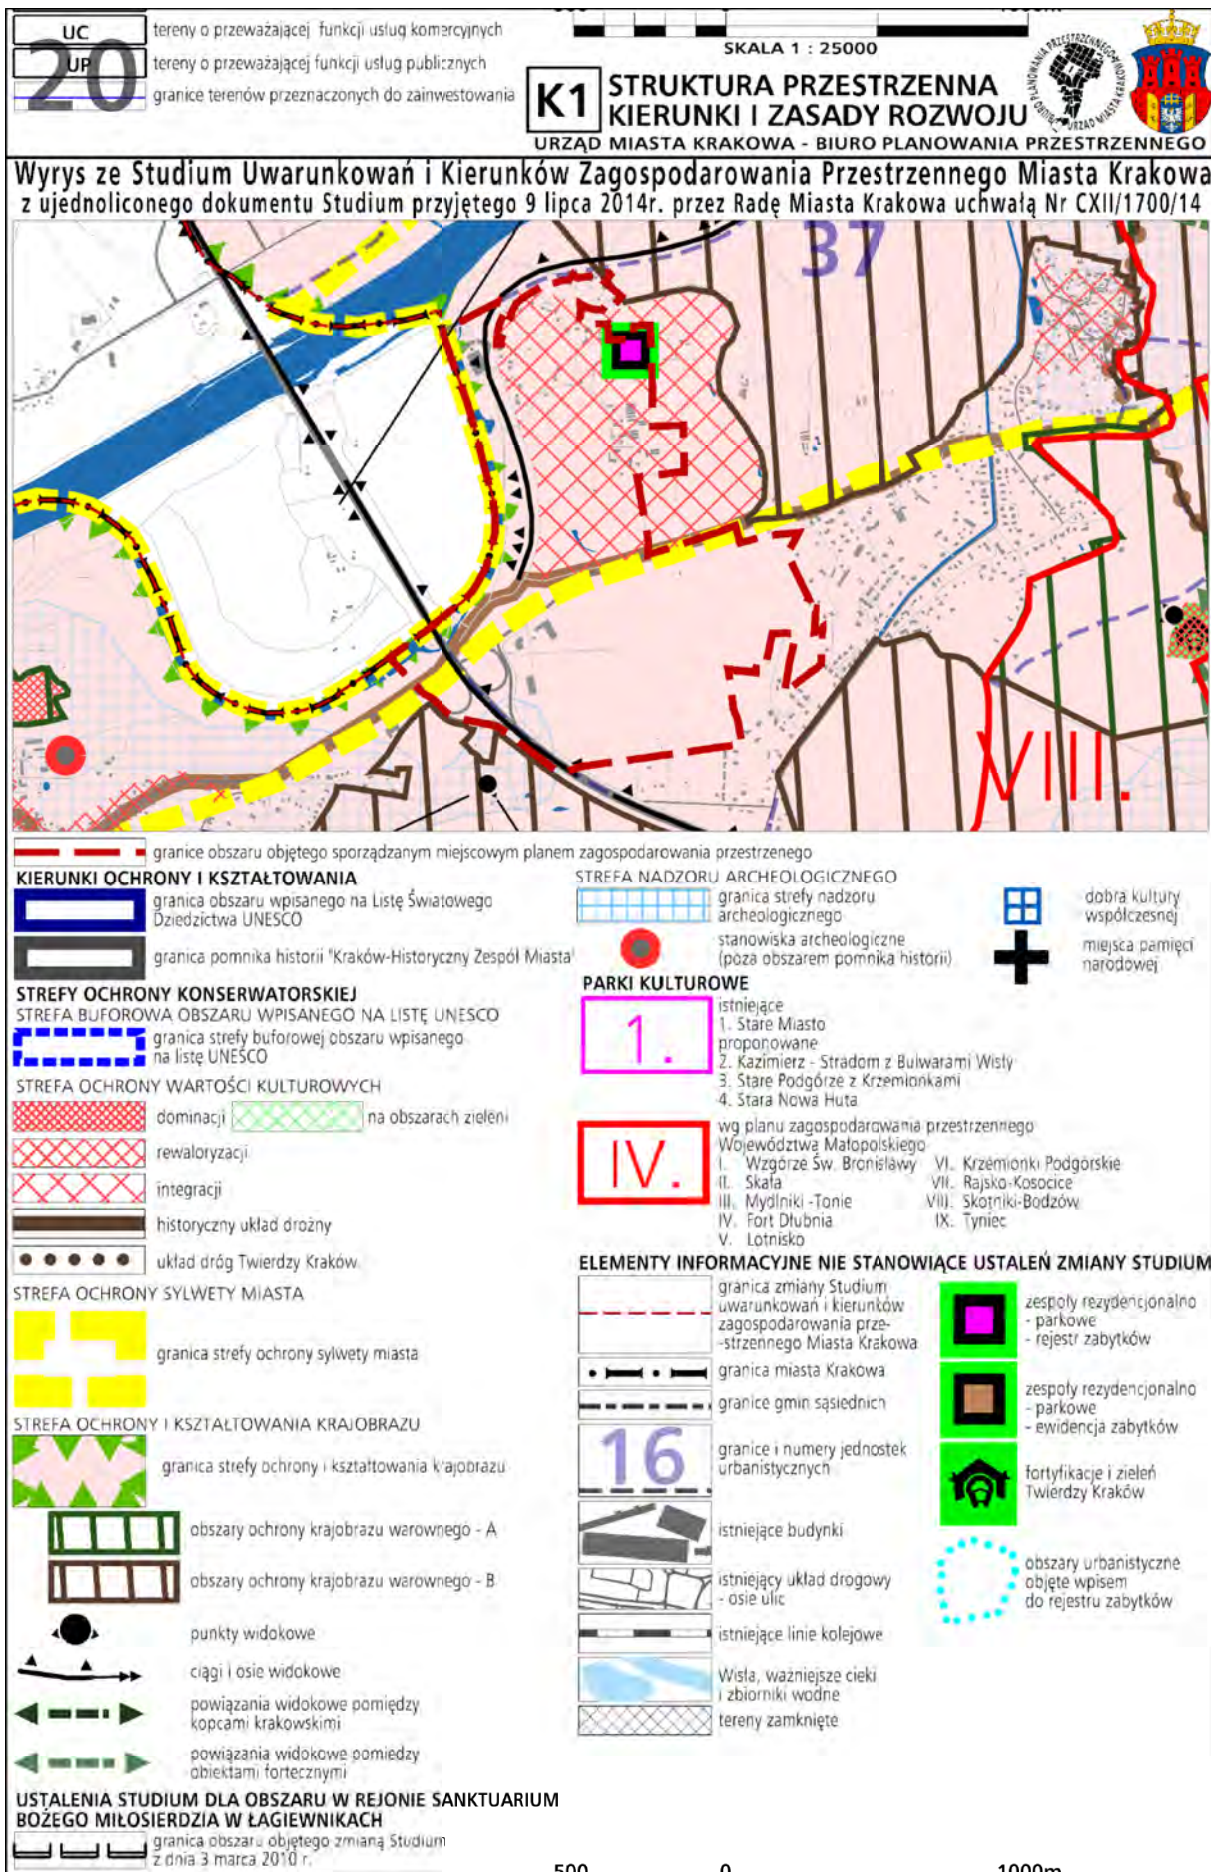 UC
tereny o przeważającej funkcji usług komercyjnych
UP
tereny o przeważającej funkcji usług publicznych
20
granice terenów przeznaczonych do zainwestowania
SKALA 1 : 25000
K1
STRUKTURA PRZESTRZENNA
KIERUNKI I ZASADY ROZWOJU
URZĄD MIASTA KRAKOWA - BIURO PLANOWANIA PRZESTRZENNEGO
Wyrys ze Studium Uwarunkowań i Kierunków Zagospodarowania Przestrzennego Miasta Krakowa
z ujednoliconego dokumentu Studium przyjętego 9 lipca 2014r. przez Radę Miasta Krakowa uchwałą Nr CXII/1700/14
37
VIII.
granice obszaru objętego sporządzanym miejscowym planem zagospodarowania przestrzenego
KIERUNKI OCHRONY I KSZTAŁTOWANIA
granica obszaru wpisanego na Listę Światowego
Dziedzictwa UNESCO
granica pomnika historii "Kraków-Historyczny Zespół Miasta"
STREFY OCHRONY KONSERWATORSKIEJ
STREFA BUFOROWA OBSZARU WPISANEGO NA LISTĘ UNESCO
granica strefy buforowej obszaru wpisanego
na listę UNESCO
STREFA OCHRONY WARTOŚCI KULTUROWYCH
dominacji
na obszarach zieleni
rewaloryzacji
integracji
historyczny układ drożny
układ dróg Twierdzy Kraków
STREFA OCHRONY SYLWETY MIASTA
granica strefy ochrony sylwety miasta
STREFA OCHRONY I KSZTAŁTOWANIA KRAJOBRAZU
granica strefy ochrony i kształtowania krajobrazu
obszary ochrony krajobrazu warownego - A
obszary ochrony krajobrazu warownego - B
punkty widokowe
ciągi i osie widokowe
powiązania widokowe pomiędzy
kopcami krakowskimi
powiązania widokowe pomiedzy
obiektami fortecznymi
USTALENIA STUDIUM DLA OBSZARU W REJONIE SANKTUARIUM
BOŻEGO MIŁOSIERDZIA W ŁAGIEWNIKACH
granica obszaru objętego zmianą Studium
z dnia 3 marca 2010 r.
STREFA NADZORU ARCHEOLOGICZNEGO
granica strefy nadzoru
archeologicznego
stanowiska archeologiczne
(poza obszarem pomnika historii)
dobra kultury
współczesnej
miejsca pamięci
narodowej
PARKI KULTUROWE
1.
istniejące
1. Stare Miasto
proponowane
2. Kazimierz - Stradom z Bulwarami Wisły
3. Stare Podgórze z Krzemionkami
4. Stara Nowa Huta
IV.
wg planu zagospodarowania przestrzennego
Województwa Małopolskiego
I. Wzgórze Św. Bronisławy
II. Skała
III. Mydlniki -Tonie
IV. Fort Dłubnia
V. Lotnisko
VI. Krzemionki Podgórskie
VII. Rajsko-Kosocice
VIII. Skotniki-Bodzów
IX. Tyniec
ELEMENTY INFORMACYJNE NIE STANOWIĄCE USTALEŃ ZMIANY STUDIUM
granica zmiany Studium
uwarunkowań i kierunków
zagospodarowania prze-
-strzennego Miasta Krakowa
granica miasta Krakowa
granice gmin sąsiednich
16
granice i numery jednostek
urbanistycznych
istniejące budynki
istniejący układ drogowy
- osie ulic
istniejące linie kolejowe
Wisła, ważniejsze cieki
i zbiorniki wodne
tereny zamknięte
zespoły rezydencjonalno
- parkowe
- rejestr zabytków
zespoły rezydencjonalno
- parkowe
- ewidencja zabytków
fortyfikacje i zieleń
Twierdzy Kraków
obszary urbanistyczne
objęte wpisem
do rejestru zabytków
500 0 1000m